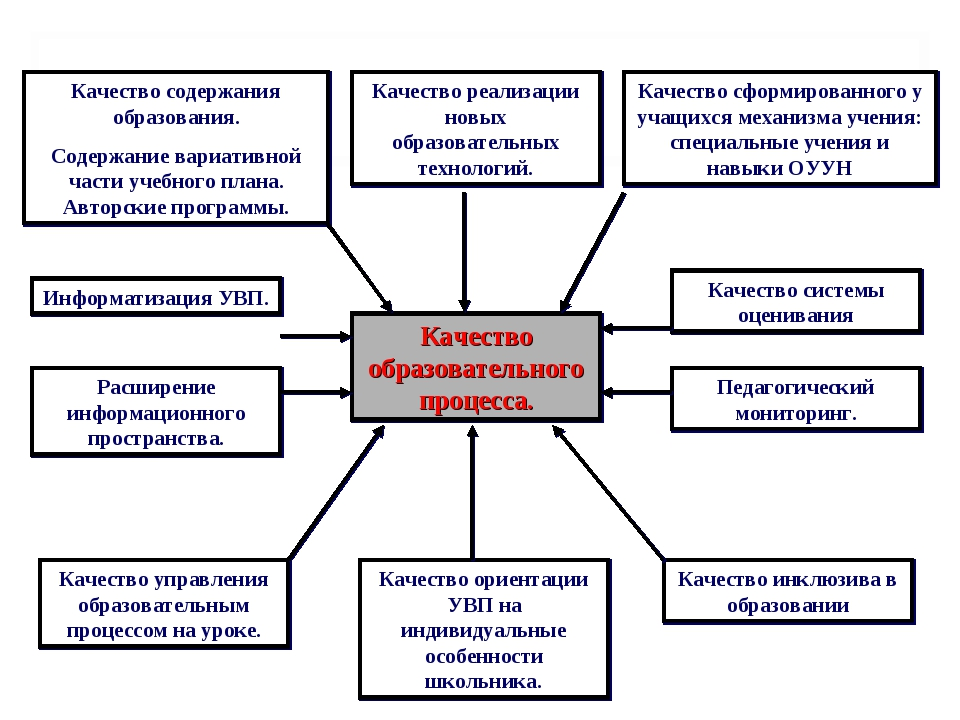 Качество содержания
образования.
Содержание вариативной
части учебного плана.
Авторские программы.
Качество реализации
новых
образовательных
технологий.
Качество сформированного у
учащихся механизма учения:
специальные учения и
навыки ОУУН
Информатизация УВП.
Качество системы
оценивания
Качество
образовательного
процесса.
Расширение
информационного
пространства.
Педагогический
мониторинг.
Качество управления
образовательным
процессом на уроке.
Качество ориентации
УВП на
индивидуальные
особенности
школьника.
Качество инклюзива в
образовании